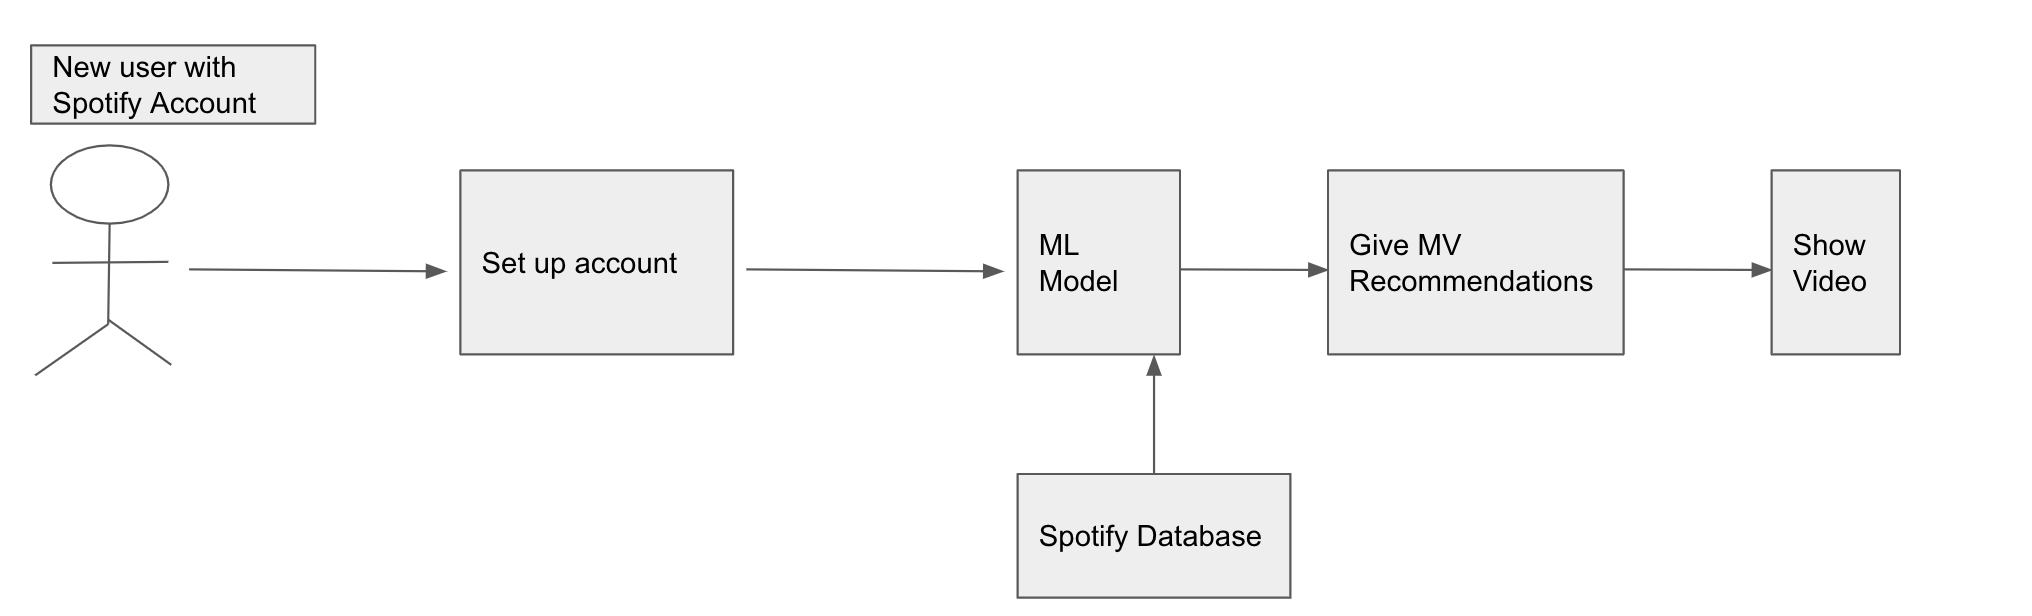 New user with
Spotify Account
Set up account
ML
Model
Give MV
Recommendations
Show
Video
Spotify Database